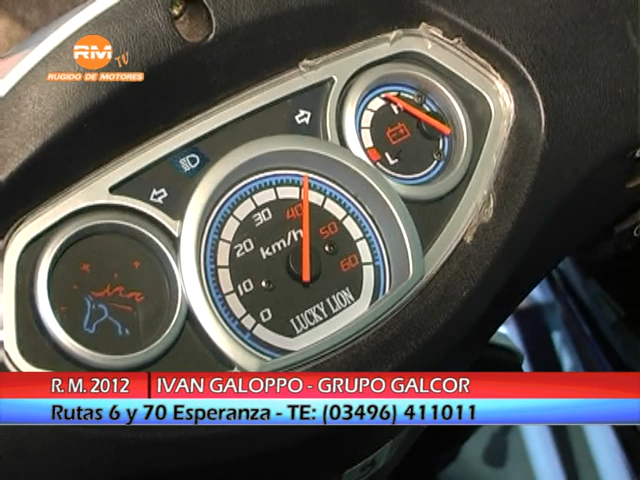 RM
TV
RUGIDO DE MOTORES
H
L
0
10
20
30
40
50
60
km/h
LUCKY LION
R. M. 2012
IVAN GALOPPO - GRUPO GALCOR
Rutas 6 y 70 Esperanza - TE: (03496) 411011